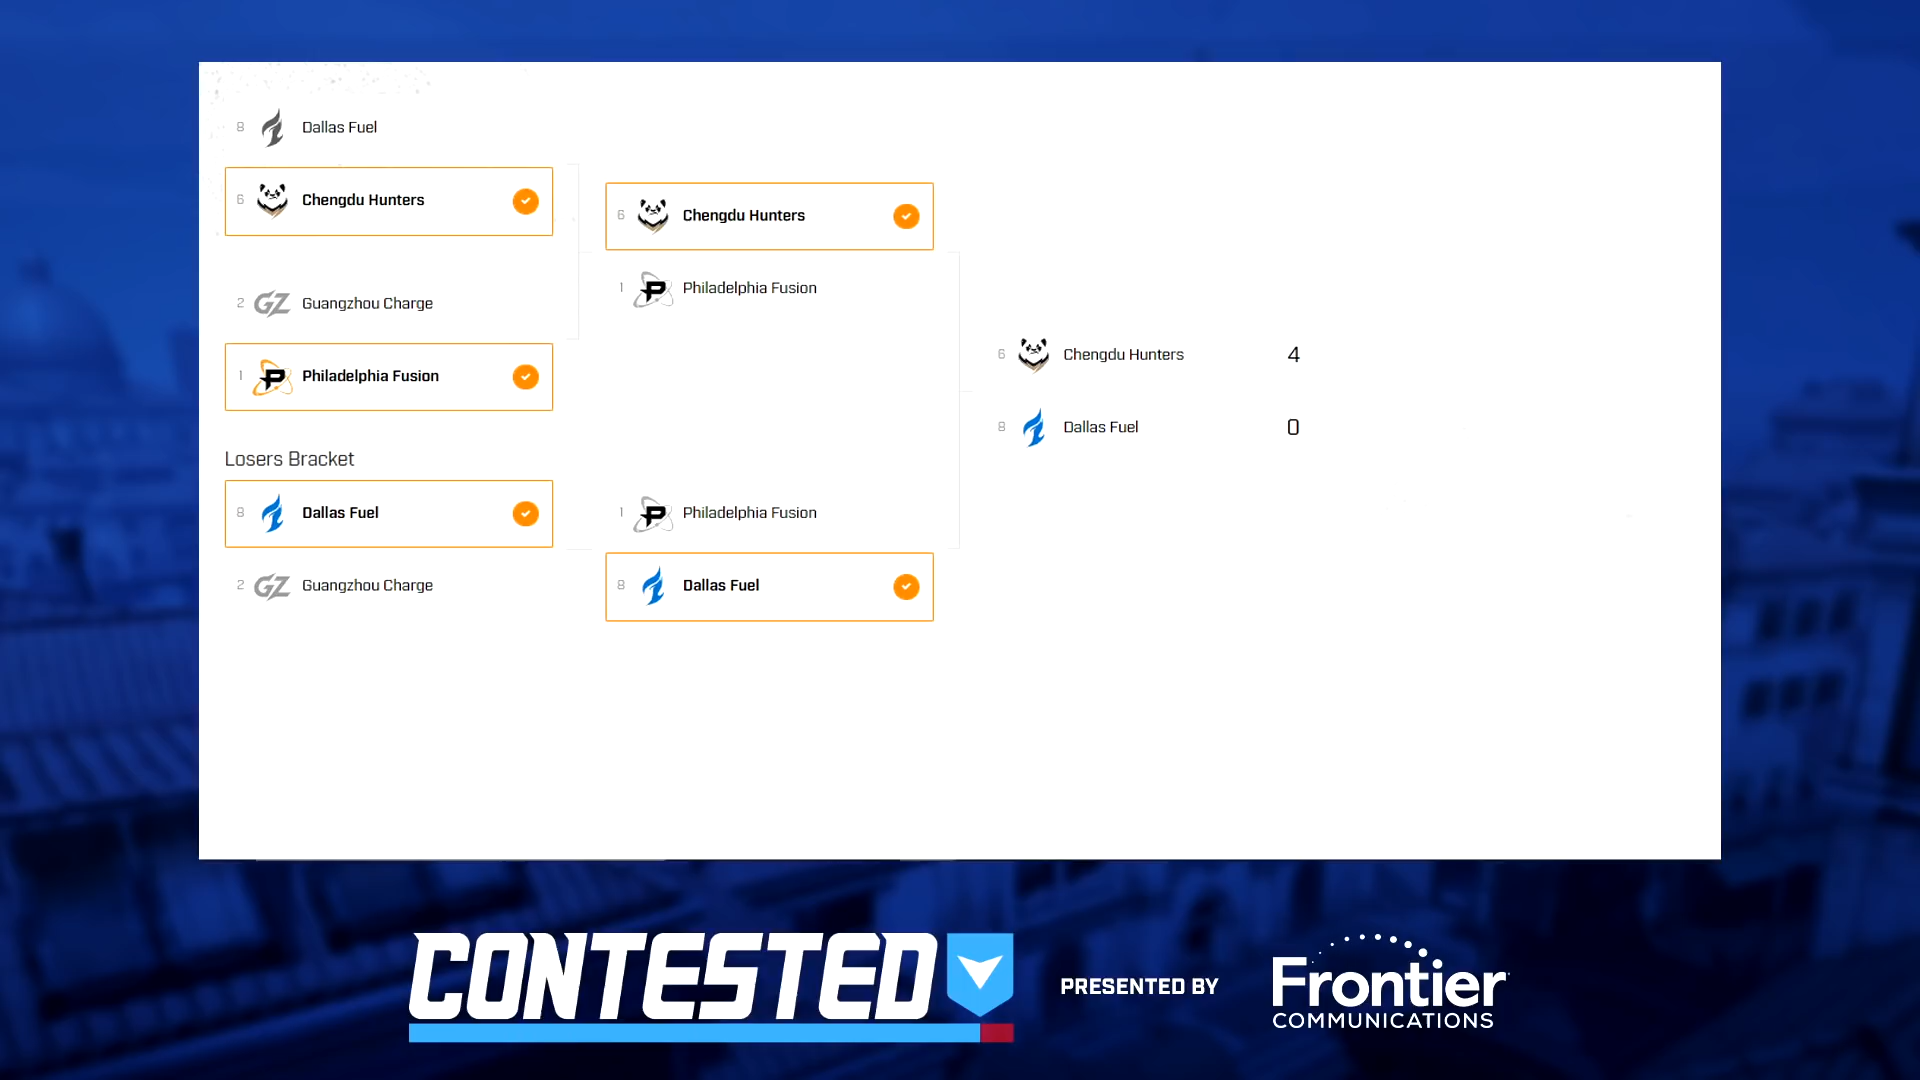 8 Dallas Fuel
6 Chengdu Hunters
2 GZ Guangzhou Charge
1 P Philadelphia Fusion
Losers Bracket
8 Dallas Fuel
2 GZ Guangzhou Charge
6 Chengdu Hunters
1 P Philadelphia Fusion
1 P Philadelphia Fusion
8 Dallas Fuel
6 Chengdu Hunters 4
8 Dallas Fuel 0
CONTESTED
PRESENTED BY
Frontier
COMMUNICATIONS